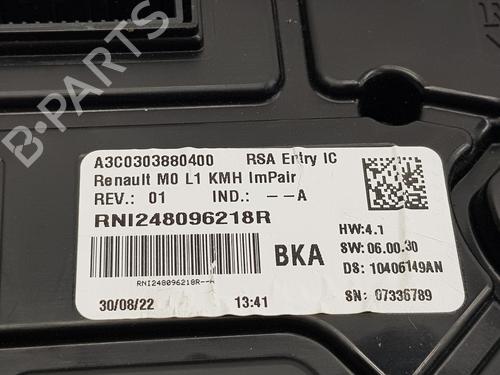 B-PARTS
A3C0303880400 RSA Entry IC
Renault M0 L1 KMH ImPair
REV.: 01 IND.: --A
RNI248096218R
BKA
HW:4.1
SW: 06.00.30
DS: 10406149AN
RNI248096218R--A
30/08/22 13:41
SN: 07336789